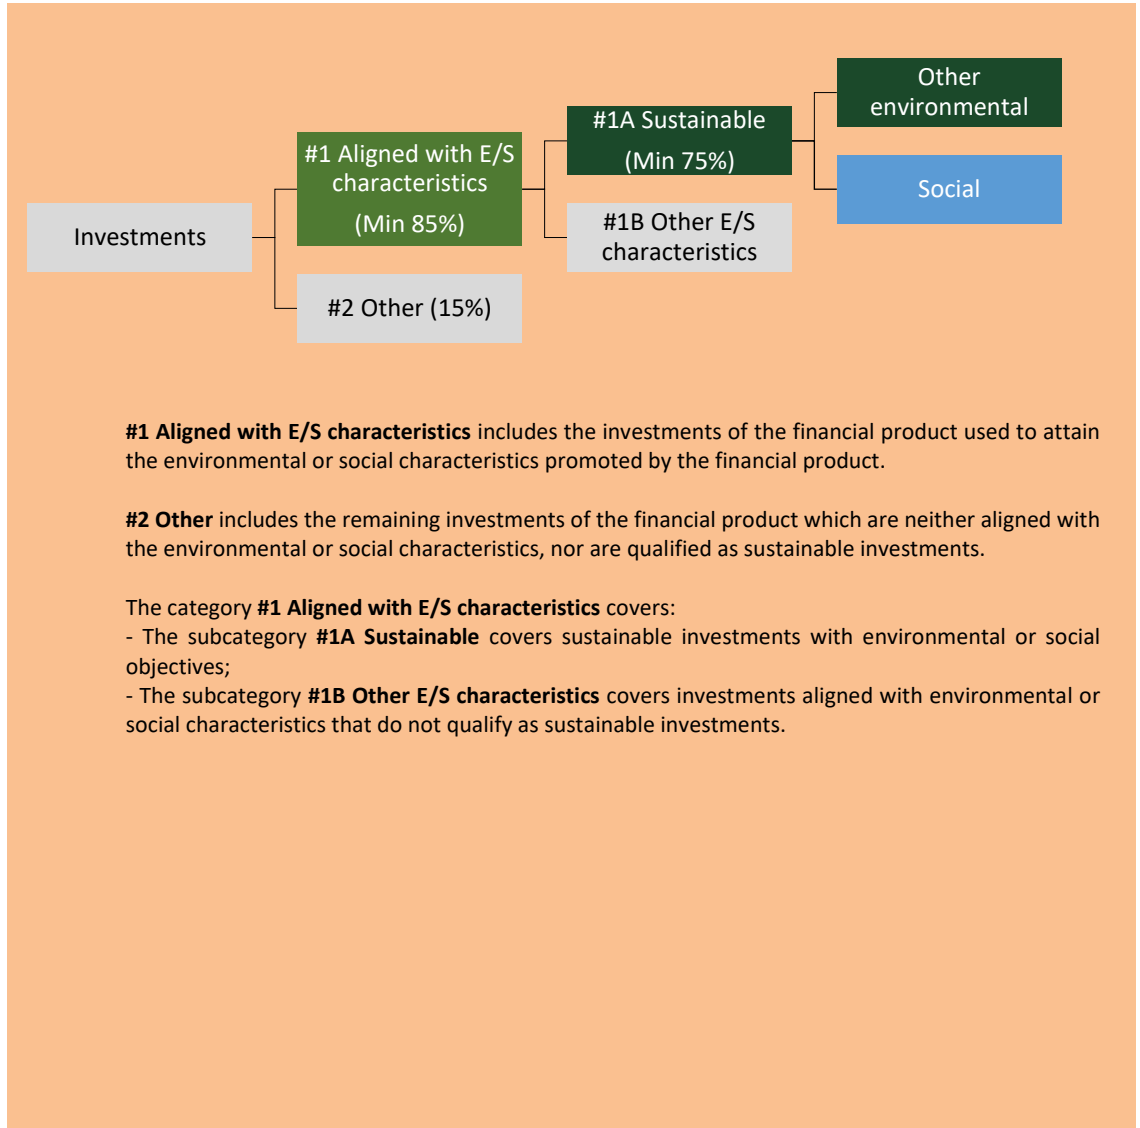 Other
environmental
#1A Sustainable
(Min 75%)
#1 Aligned with E/S
characteristics
(Min 85%)
Social
Investments
#1B Other E/S
characteristics
#2 Other (15%)
#1 Aligned with E/S characteristics includes the investments of the financial product used to attain
the environmental or social characteristics promoted by the financial product.
#2 Other includes the remaining investments of the financial product which are neither aligned with
the environmental or social characteristics, nor are qualified as sustainable investments.
The category #1 Aligned with E/S characteristics covers:
- The subcategory #1A Sustainable covers sustainable investments with environmental or social
objectives;
- The subcategory #1B Other E/S characteristics covers investments aligned with environmental or
social characteristics that do not qualify as sustainable investments.